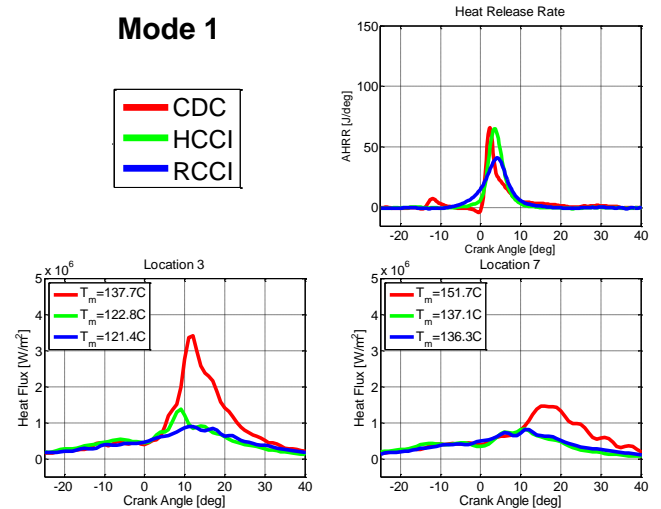 Mode 1
CDC
HCCI
RCCI
Heat Release Rate
150
100
50
0
AHRR [J/deg]
-20 -10 0 10 20 30 40
Crank Angle [deg]
Location 3
x 10^6
5
4
3
2
1
0
Heat Flux [W/m²]
T_m=137.7C
T_m=122.8C
T_m=121.4C
-20 -10 0 10 20 30 40
Crank Angle [deg]
Location 7
x 10^6
5
4
3
2
1
0
Heat Flux [W/m²]
T_m=151.7C
T_m=137.1C
T_m=136.3C
-20 -10 0 10 20 30 40
Crank Angle [deg]